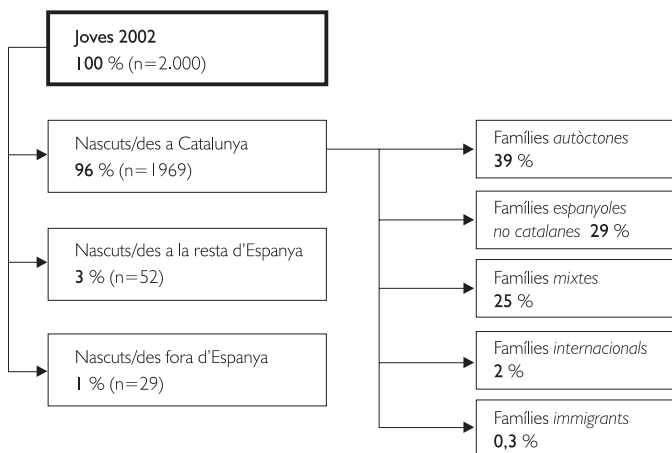 Joves 2002
100 % (n=2.000)
Nascuts/des a Catalunya
96 % (n=1969)
Nascuts/des a la resta d'Espanya
3 % (n=52)
Nascuts/des fora d'Espanya
1 % (n=29)
Famílies autòctones
39 %
Famílies espanyoles
no catalanes 29 %
Famílies mixtes
25 %
Famílies internacionals
2 %
Famílies immigrants
0,3 %